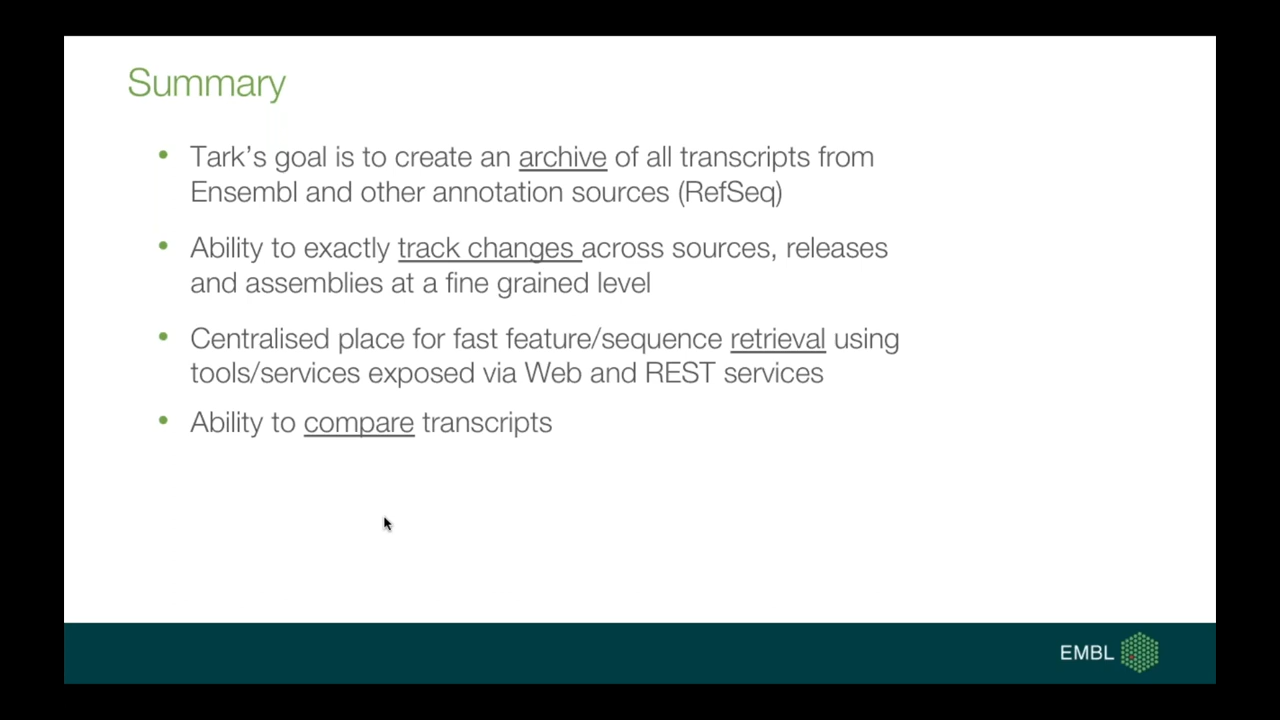 Summary
• Tark’s goal is to create an archive of all transcripts from
Ensembl and other annotation sources (RefSeq)
• Ability to exactly track changes across sources, releases
and assemblies at a fine grained level
• Centralised place for fast feature/sequence retrieval using
tools/services exposed via Web and REST services
• Ability to compare transcripts
EMBL